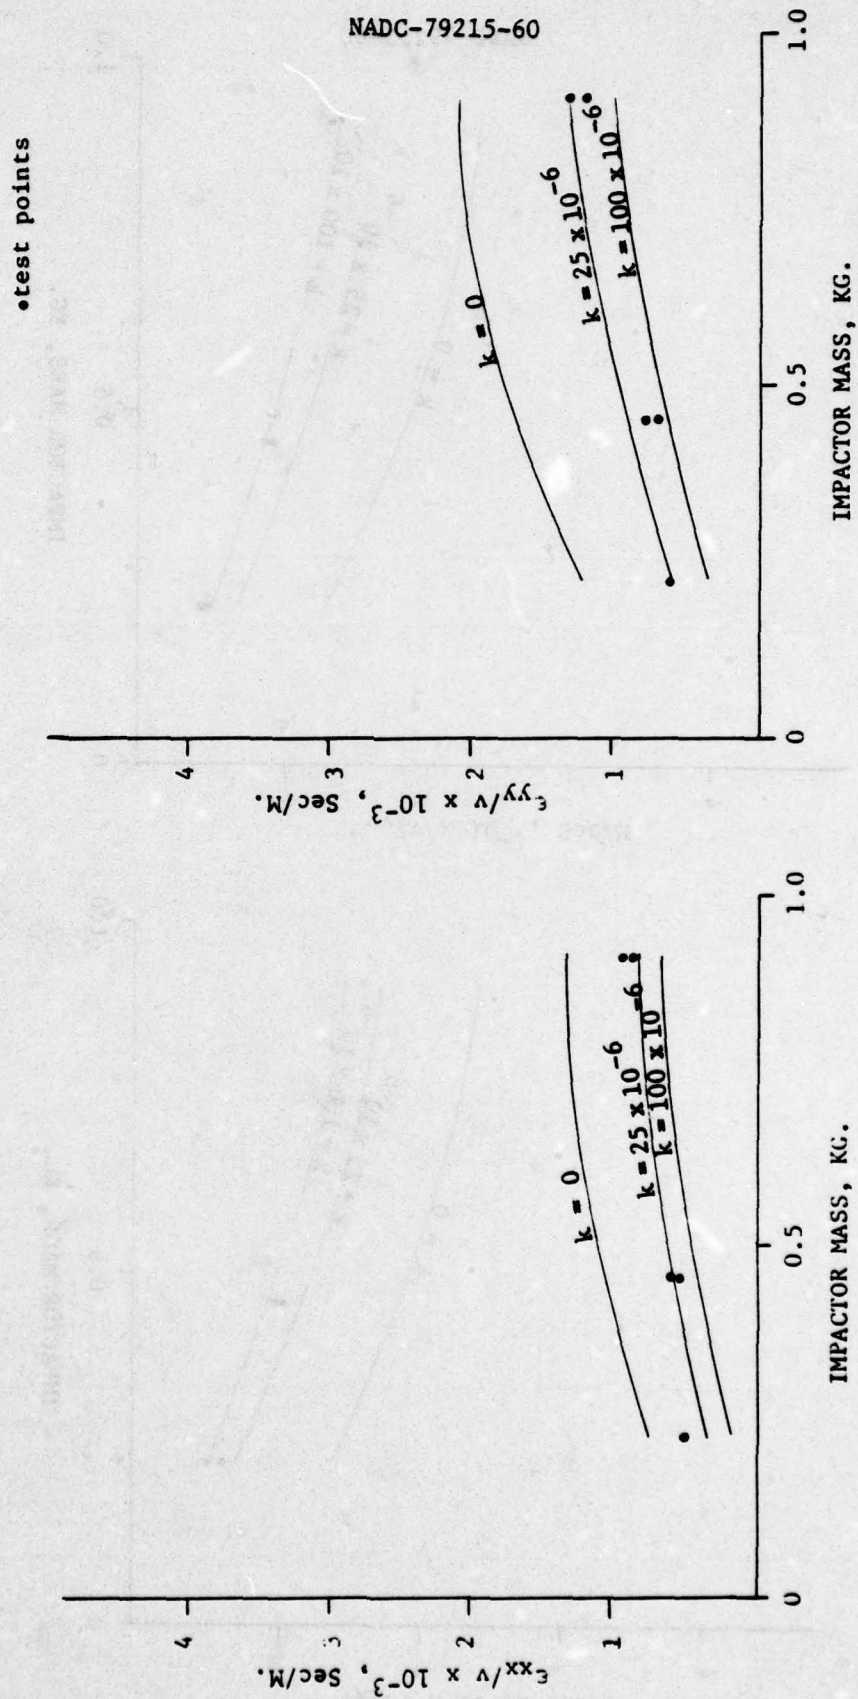 NADC-79215-60
•test points
εxx/v x 10⁻³, Sec/M.
4
3
2
1
0
0.5
1.0
k = 0
k = 25 x 10⁻⁶
k = 100 x 10⁻⁶
IMPACTOR MASS, KG.
εyy/v x 10⁻³, Sec/M.
4
3
2
1
0
0.5
1.0
k = 0
k = 25 x 10⁻⁶
k = 100 x 10⁻⁶
IMPACTOR MASS, KG.